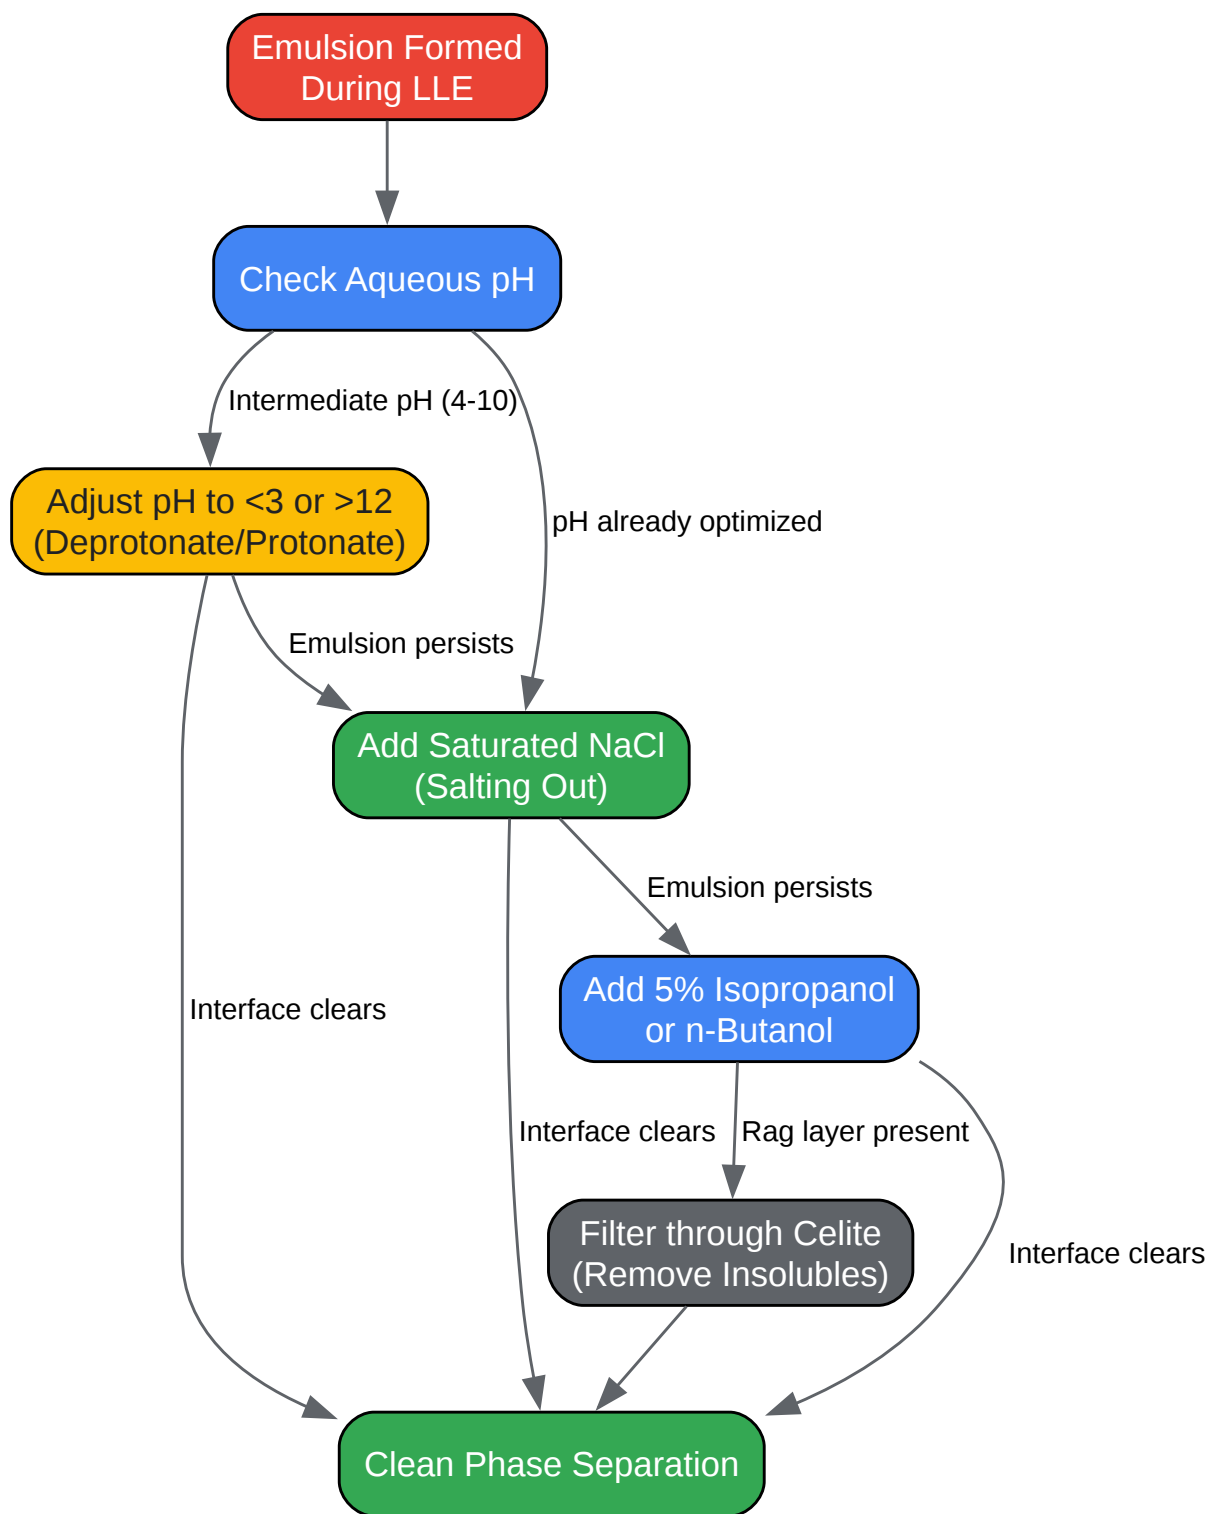 Emulsion Formed
During LLE
Check Aqueous pH
Intermediate pH (4-10)
Adjust pH to <3 or >12
(Deprotonate/Protonate)
pH already optimized
Emulsion persists
Add Saturated NaCl
(Salting Out)
Emulsion persists
Add 5% Isopropanol
or n-Butanol
Interface clears
Interface clears
Rag layer present
Filter through Celite
(Remove Insolubles)
Interface clears
Clean Phase Separation